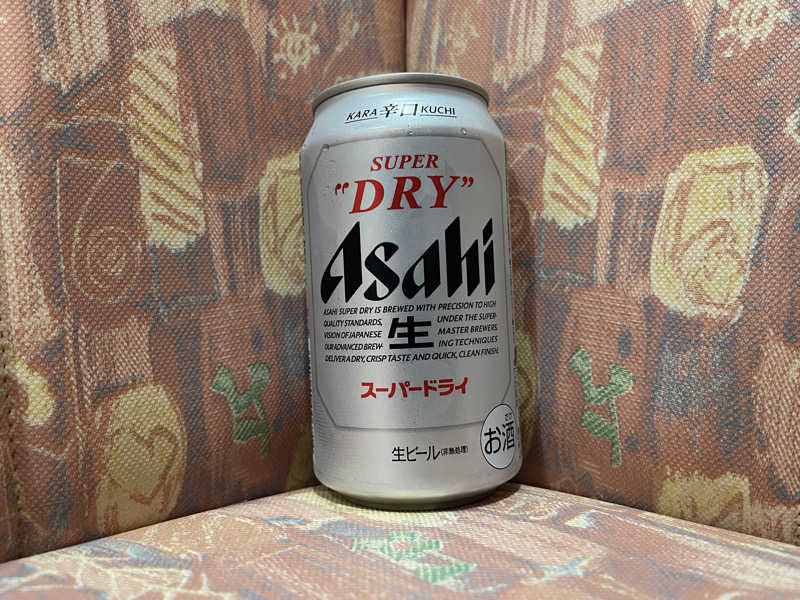 KARA 辛口 KUCHI
SUPER
"DRY"
Asahi
ASAHI SUPER DRY IS BREWED WITH PRECISION TO HIGH
QUALITY STANDARDS, UNDER THE SUPER-
VISION OF JAPANESE 生 MASTER BREWERS.
OUR ADVANCED BREW- ING TECHNIQUES
DELIVER A DRY, CRISP TASTE AND QUICK, CLEAN FINISH.
スーパードライ
生ビール(非熱処理)
お酒